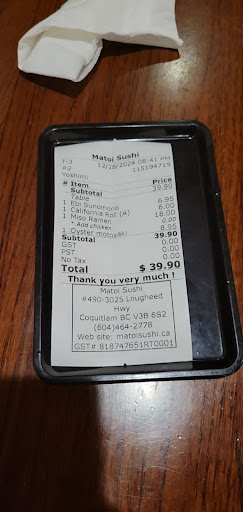 Matoi Sushi
T-3 12/18/2024 06:41 PM
#2 115194719
Yoshino
# Item Price
Subtotal 39.90
Table
1 Ebi Sunomono 6.95
1 California Roll (A) 6.00
1 Miso Ramen 18.00
* Add chicken 0.00
1 Oyster motoyaki 8.95
Subtotal 39.90
GST 0.00
PST 0.00
No Tax 0.00
Total $ 39.90
Thank you very much !
Matoi Sushi
#490-3025 Lougheed
Hwy
Coquitlam BC V3B 6S2
(604)464-2778
Web site: matoisushi.ca
GST# 818747651RT0001